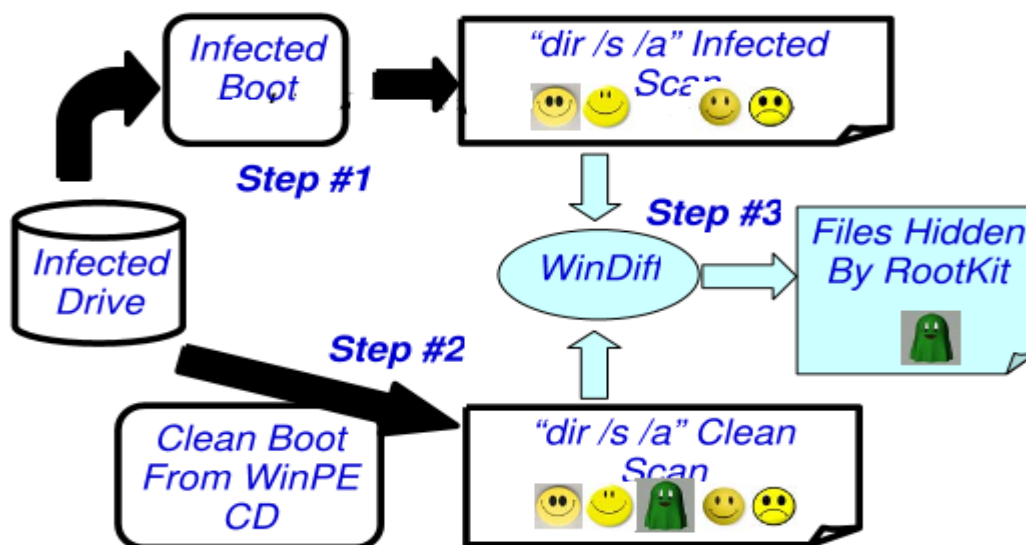 Infected
Boot
"dir /s /a" Infected
Scan
Step #1
Infected
Drive
WinDiff
Step #3
Files Hidden
By RootKit
Step #2
Clean Boot
From WinPE
CD
"dir /s /a" Clean
Scan